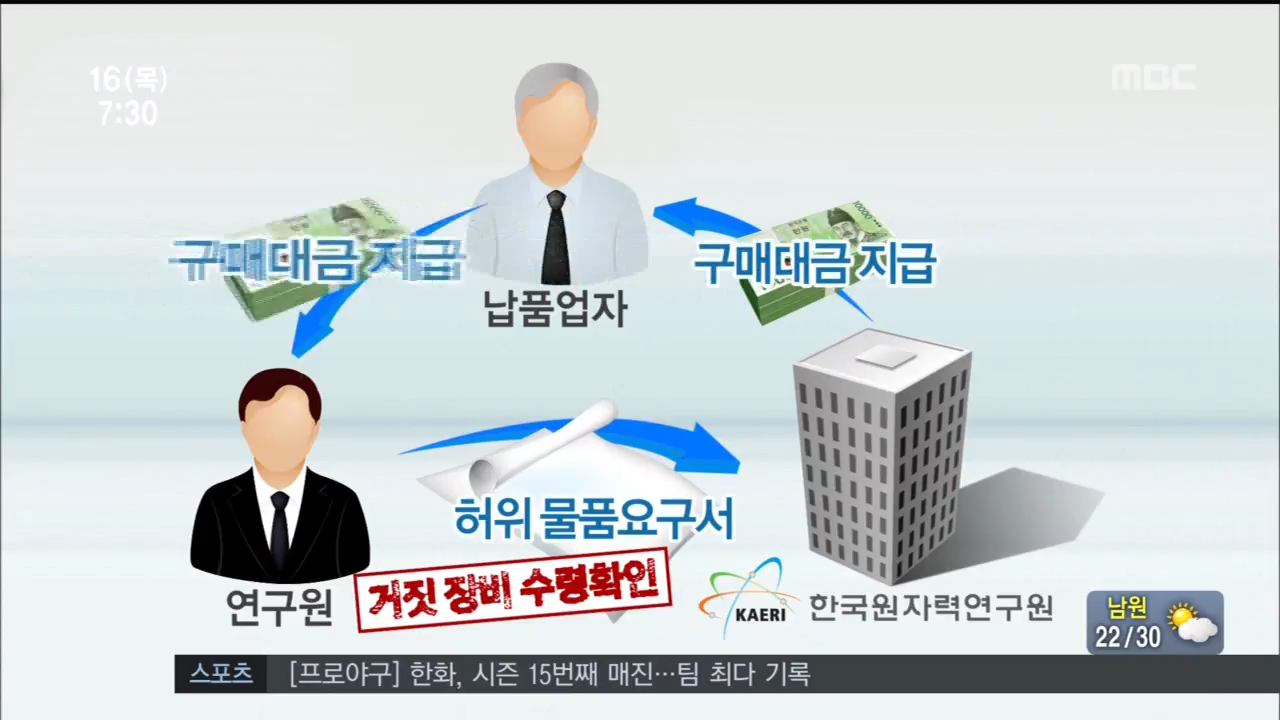 16(목)
7:30
MBC
구매대금 지급
구매대금 지급
납품업자
허위 물품요구서
거짓 장비 수령확인
연구원
KAERI
한국원자력연구원
남원
22/30
스포츠
[프로야구] 한화, 시즌 15번째 매진…팀 최다 기록